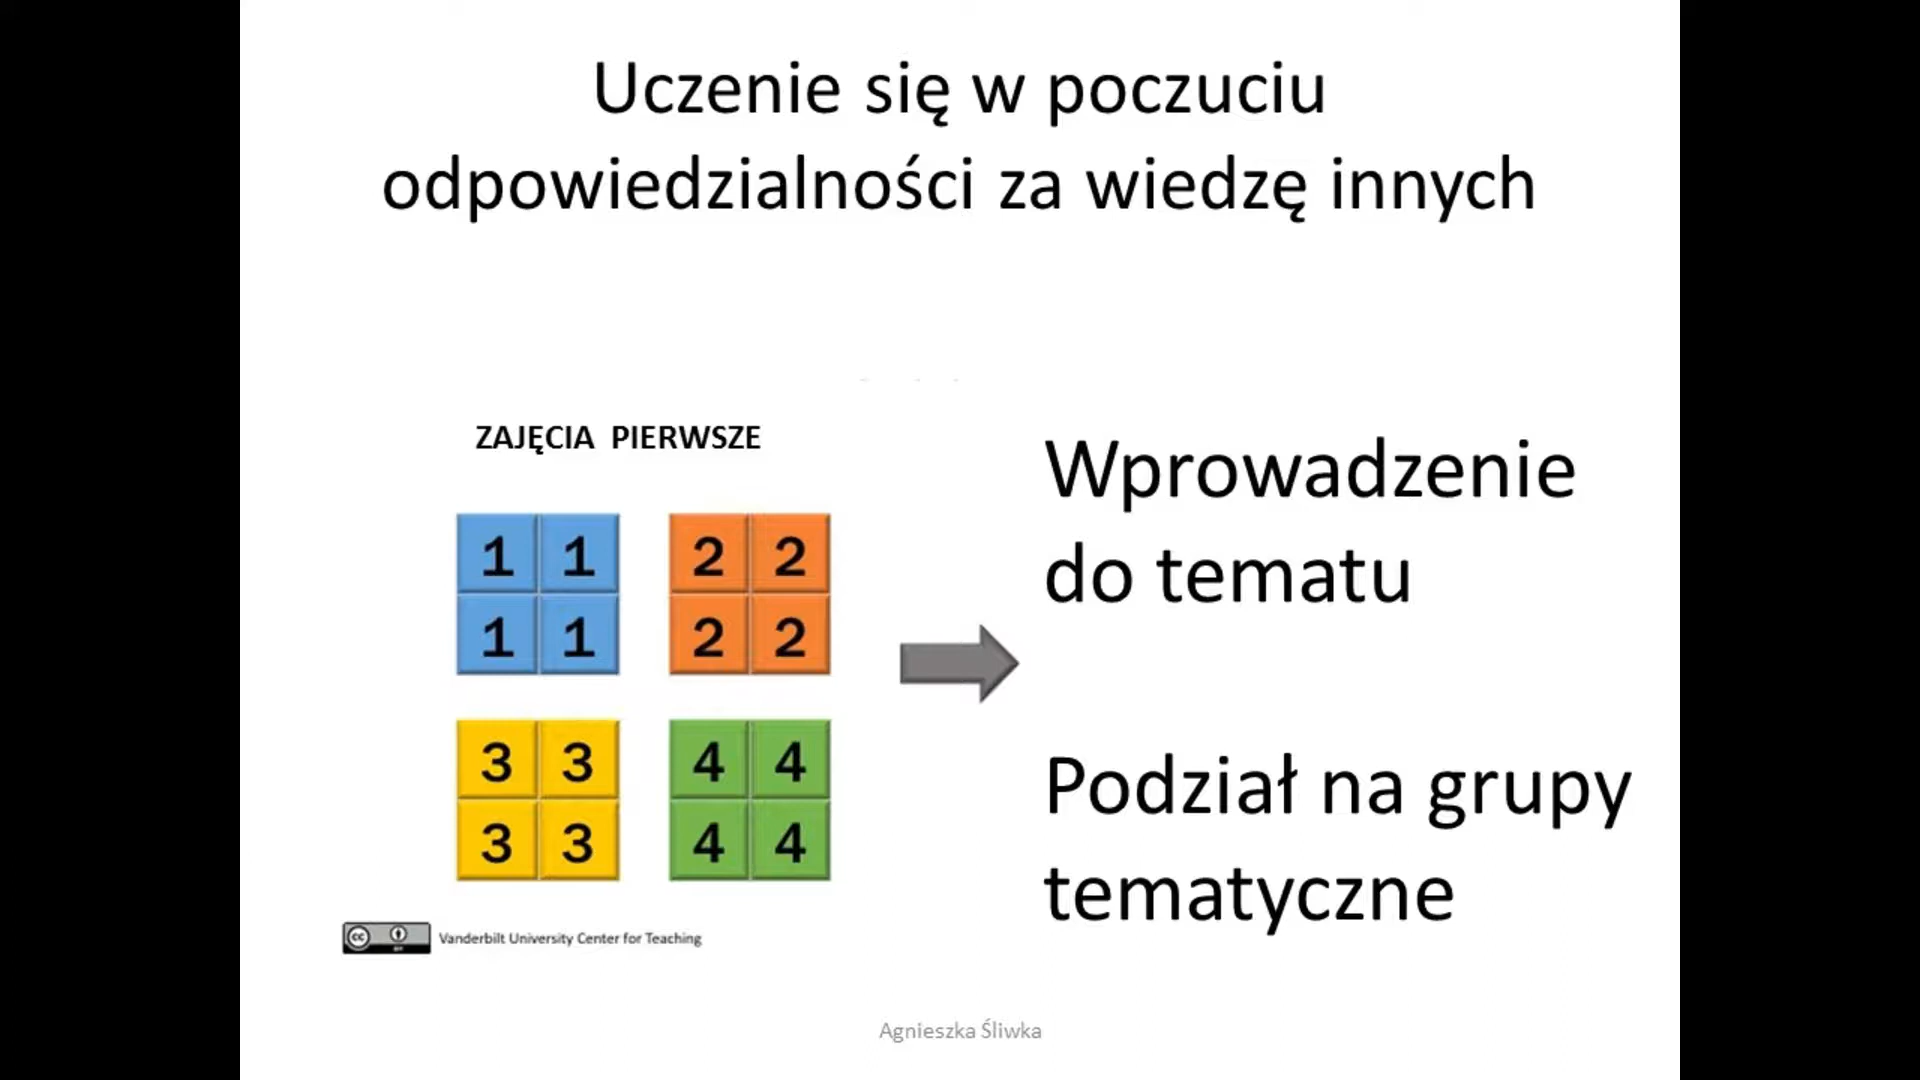 Uczenie się w poczuciu
odpowiedzialności za wiedzę innych
ZAJĘCIA PIERWSZE
1 1
1 1
2 2
2 2
3 3
3 3
4 4
4 4
Wprowadzenie
do tematu
Podział na grupy
tematyczne
cc
Vanderbilt University Center for Teaching
Agnieszka Śliwka